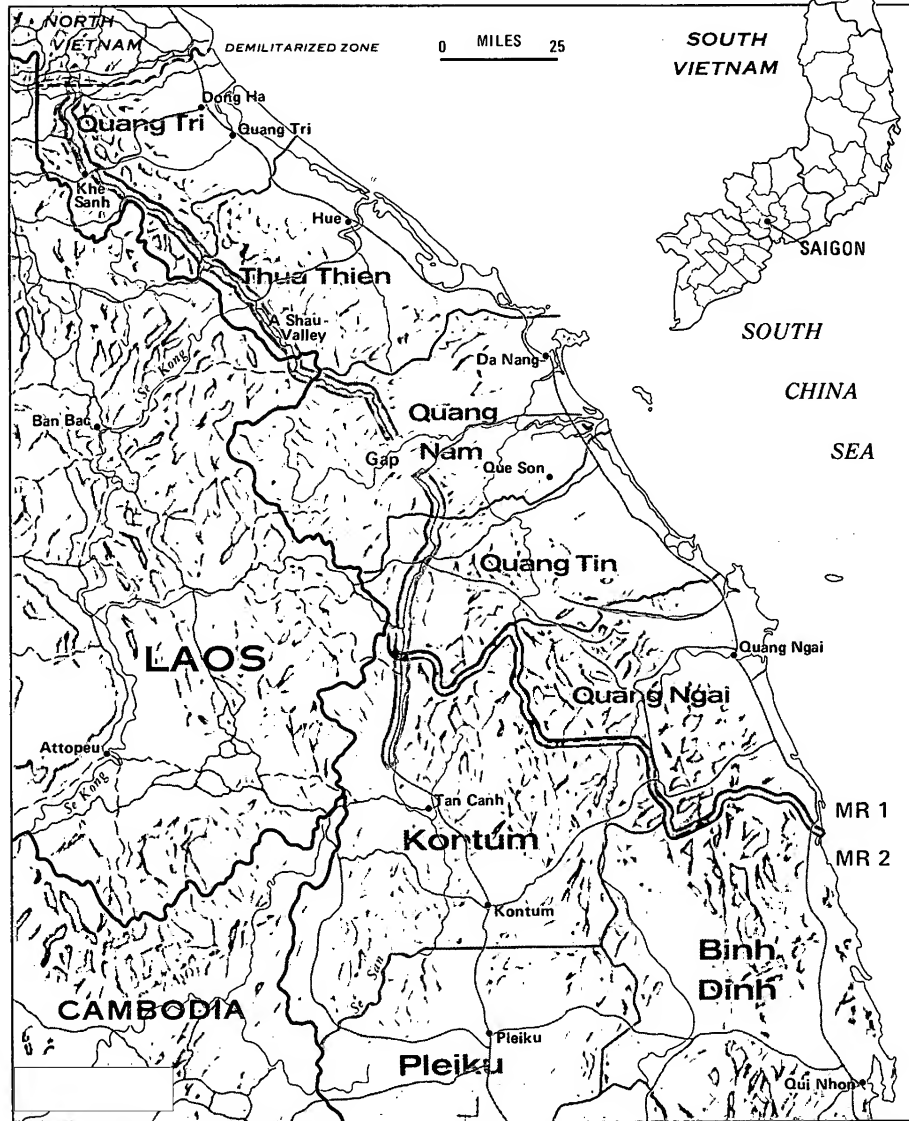 NORTH
VIETNAM
DEMILITARIZED ZONE
0 MILES 25
SOUTH
VIETNAM
Dong Ha
Quang Tri
Quang Tri
Khe
Sanh
Hue
SAIGON
Thua Thien
A Shau
Valley
SOUTH
CHINA
SEA
Se Kong
Da Nang
Ban Bac
Quang
Nam
Gap
Que Son
Quang Tin
LAOS
Quang Ngai
Quang Ngai
Attopeu
Se Kong
Tan Canh
MR 1
Kontum
MR 2
Kontum
Binh
Dinh
Se San
CAMBODIA
Pleiku
Pleiku
Qui Nhon